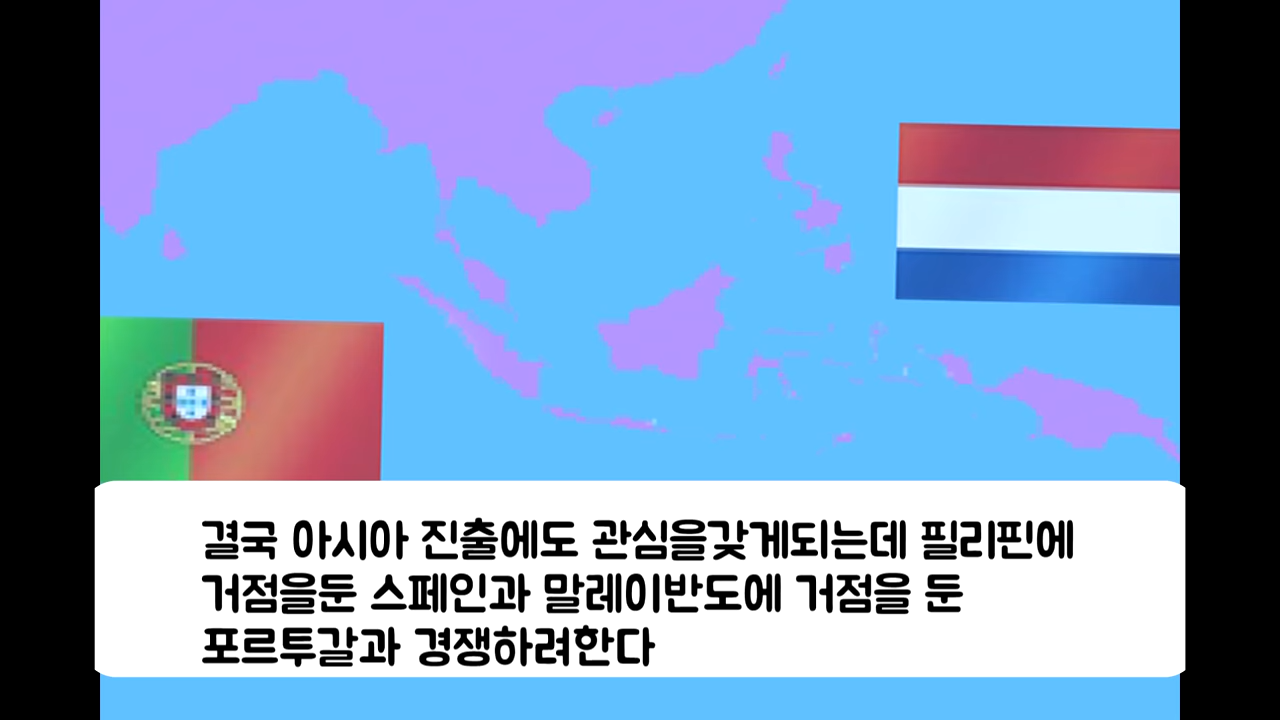 결국 아시아 진출에도 관심을갖게되는데 필리핀에
거점을둔 스페인과 말레이반도에 거점을 둔
포르투갈과 경쟁하려한다